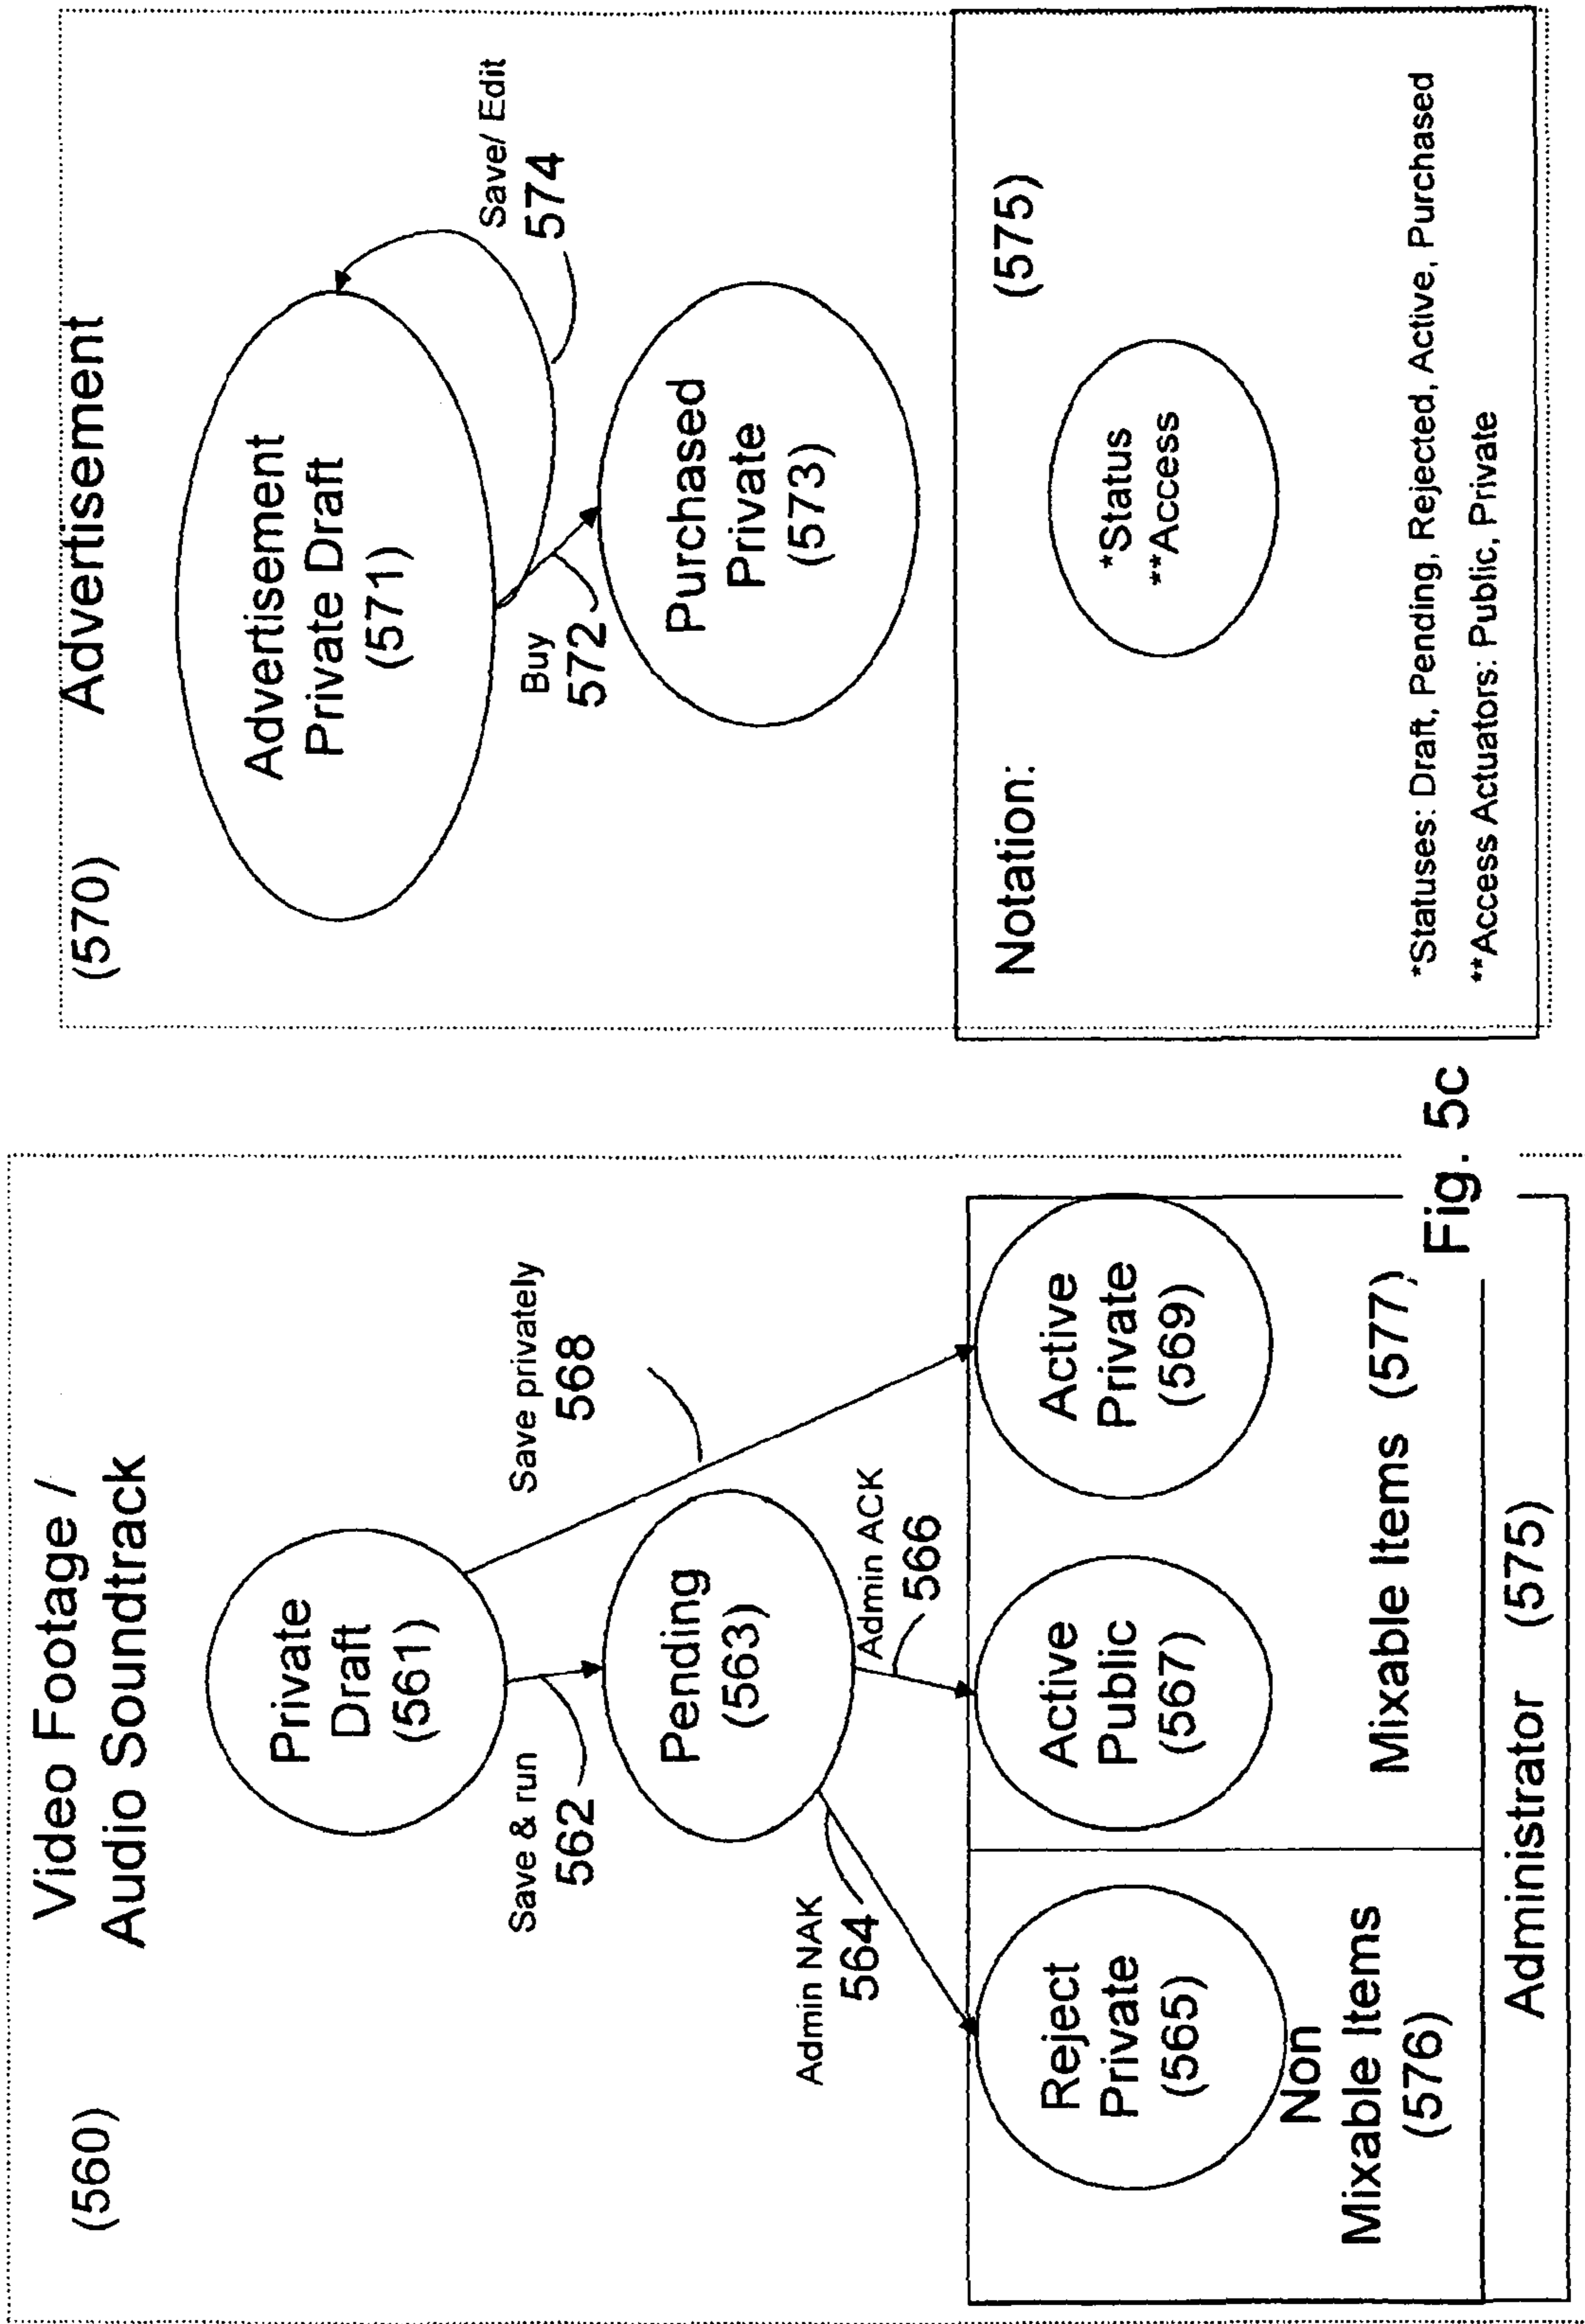 (560)
Video Footage /
Audio Soundtrack
Private
Draft
(561)
Save & run
562
Save privately
568
Pending
(563)
Admin NAK
564
Admin ACK
566
Reject
Private
(565)
Active
Public
(567)
Active
Private
(569)
Non
Mixable Items
(576)
Mixable Items (577)
Administrator (575)
Fig. 5c
(570)
Advertisement
Advertisement
Private Draft
(571)
Buy
572
Save/ Edit
574
Purchased
Private
(573)
Notation:
(575)
*Status
**Access
*Statuses: Draft, Pending, Rejected, Active, Purchased
**Access Actuators: Public, Private